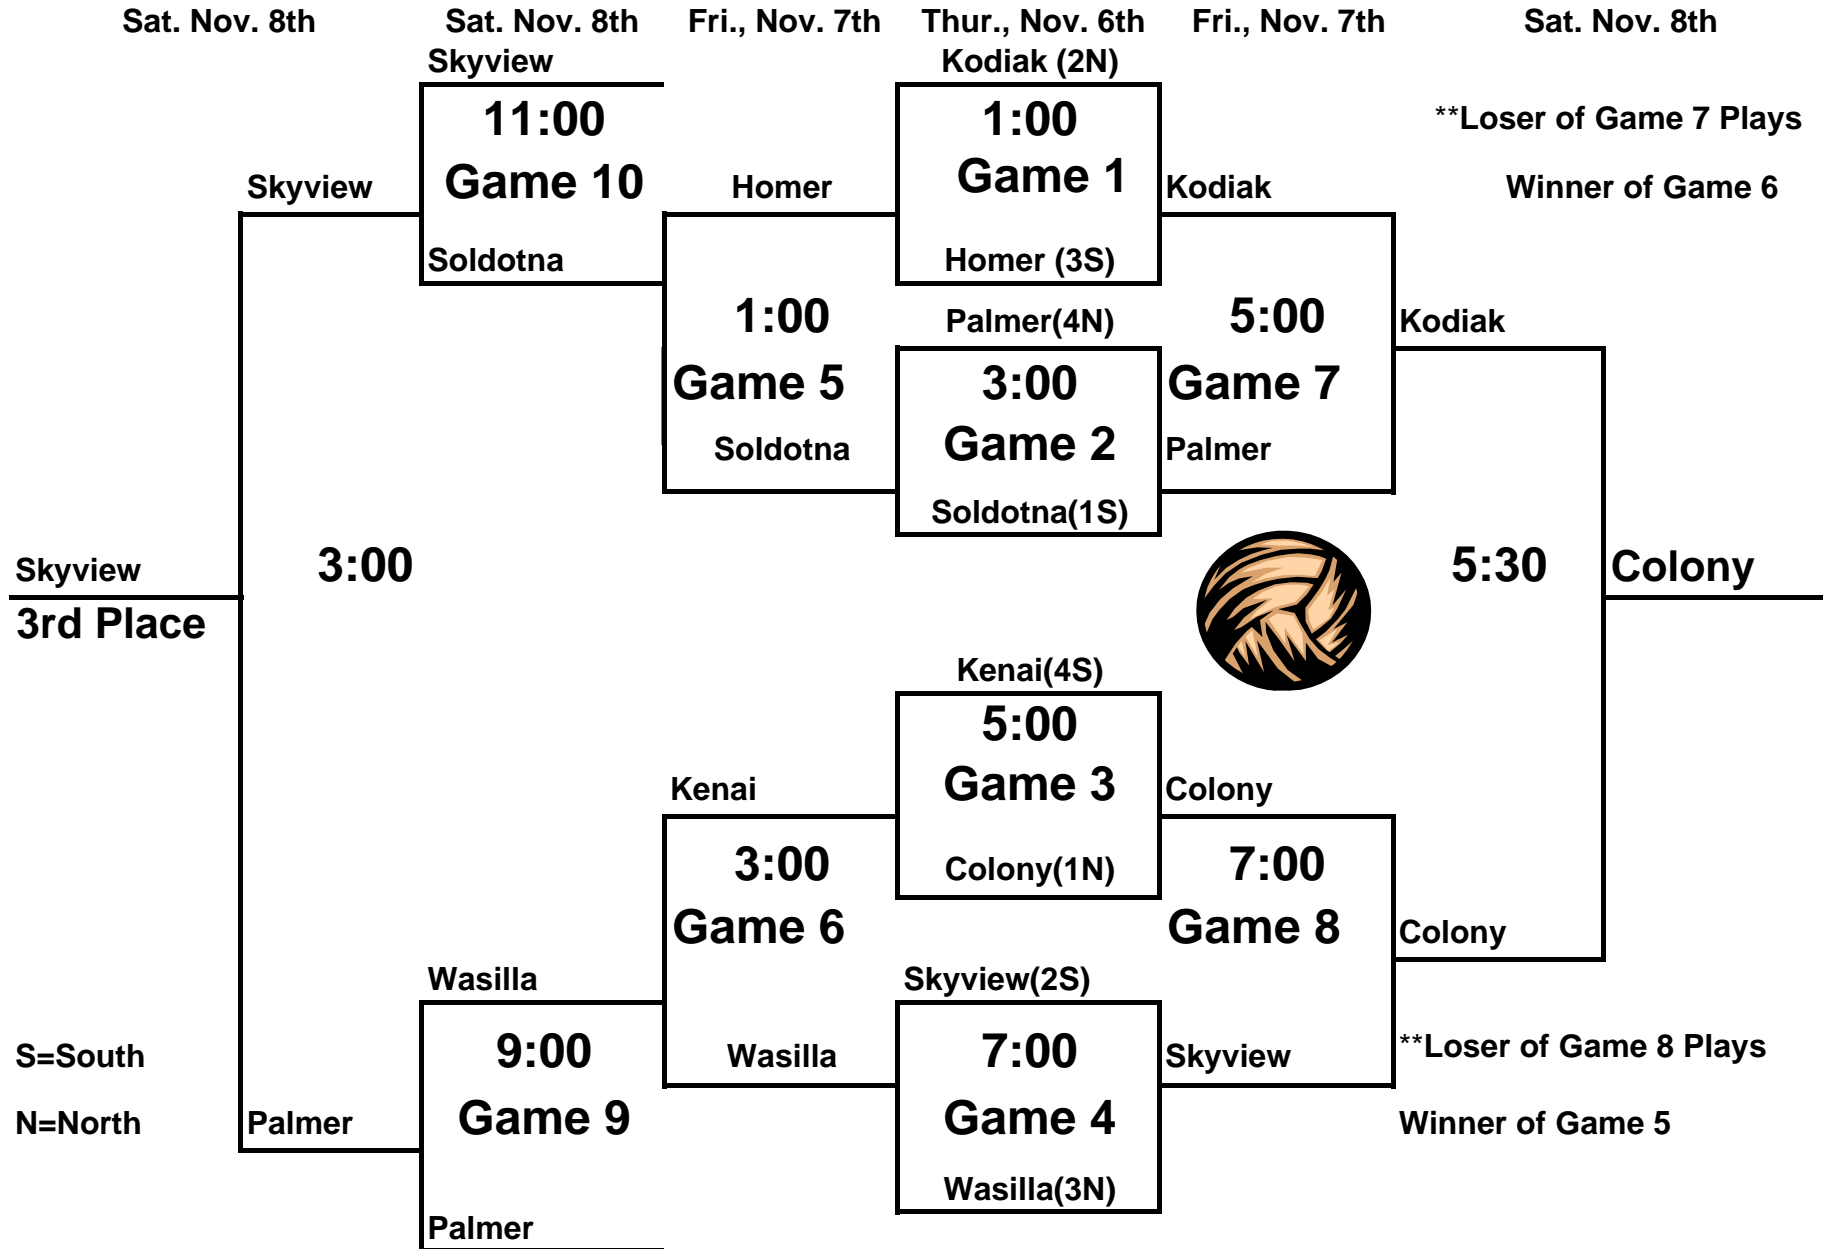 Sat. Nov. 8th Sat. Nov. 8th Fri., Nov. 7th Thur., Nov. 6th Fri., Nov. 7th Sat. Nov. 8th
Skyview Kodiak (2N)
11:00 1:00 **Loser of Game 7 Plays
Skyview Game 10 Homer Game 1 Kodiak Winner of Game 6
Soldotna Homer (3S)
1:00 Palmer(4N) 5:00 Kodiak
Game 5 3:00 Game 7
Soldotna Game 2 Palmer
Soldotna(1S)
Skyview 3:00 5:30 Colony
3rd Place
Kenai(4S)
5:00
Kenai Game 3 Colony
3:00 Colony(1N) 7:00
Game 6 Game 8 Colony
Wasilla Skyview(2S)
S=South 9:00 Wasilla 7:00 Skyview **Loser of Game 8 Plays
N=North Palmer Game 9 Game 4 Winner of Game 5
Wasilla(3N)
Palmer